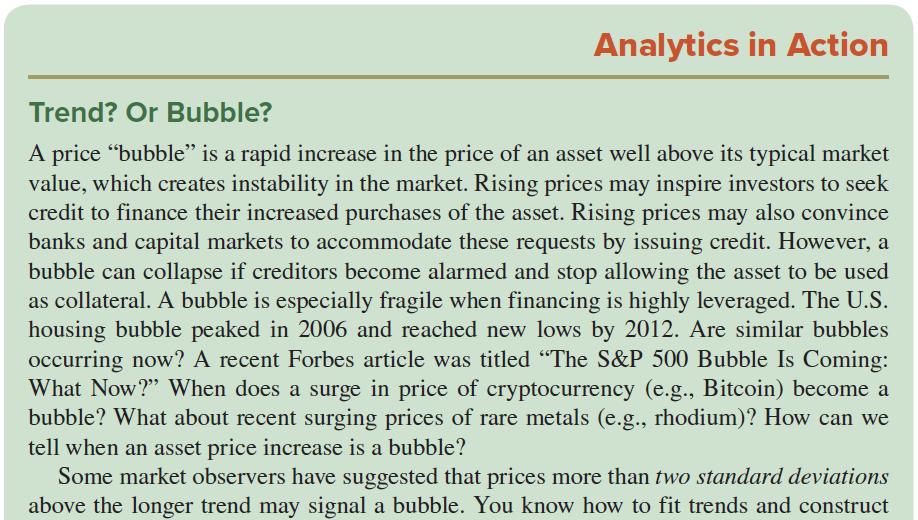 Analytics in Action
Trend? Or Bubble?
A price “bubble” is a rapid increase in the price of an asset well above its typical market
value, which creates instability in the market. Rising prices may inspire investors to seek
credit to finance their increased purchases of the asset. Rising prices may also convince
banks and capital markets to accommodate these requests by issuing credit. However, a
bubble can collapse if creditors become alarmed and stop allowing the asset to be used
as collateral. A bubble is especially fragile when financing is highly leveraged. The U.S.
housing bubble peaked in 2006 and reached new lows by 2012. Are similar bubbles
occurring now? A recent Forbes article was titled “The S&P 500 Bubble Is Coming:
What Now?” When does a surge in price of cryptocurrency (e.g., Bitcoin) become a
bubble? What about recent surging prices of rare metals (e.g., rhodium)? How can we
tell when an asset price increase is a bubble?
Some market observers have suggested that prices more than two standard deviations
above the longer trend may signal a bubble. You know how to fit trends and construct